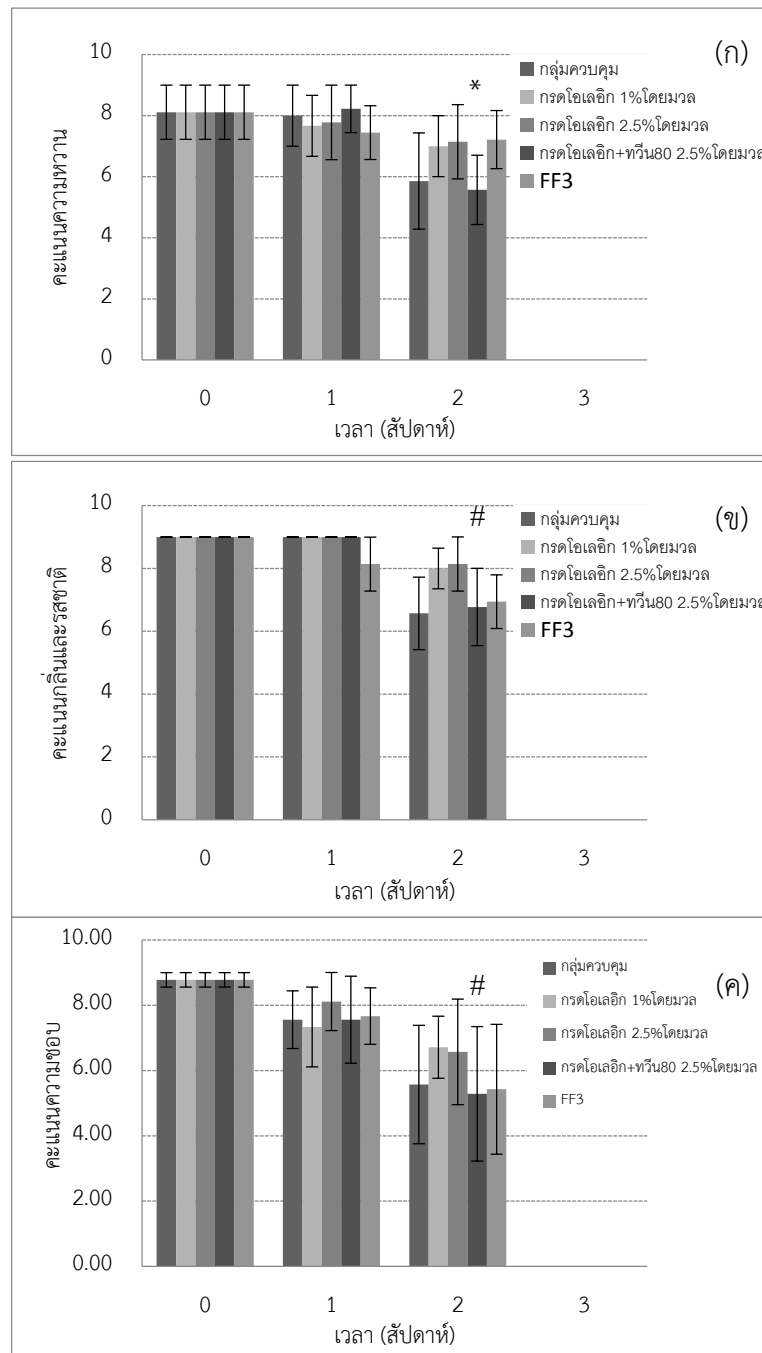 (ก)
คะแนนความหวาน
10
8
6
4
2
0
*
กลุ่มควบคุม
กรดโอเลอิก 1%โดยมวล
กรดโอเลอิก 2.5%โดยมวล
กรดโอเลอิก+ทวีน80 2.5%โดยมวล
FF3
0 1 2 3
เวลา (สัปดาห์)
(ข)
คะแนนกลิ่นและรสชาติ
10
8
6
4
2
0
#
กลุ่มควบคุม
กรดโอเลอิก 1%โดยมวล
กรดโอเลอิก 2.5%โดยมวล
กรดโอเลอิก+ทวีน80 2.5%โดยมวล
FF3
0 1 2 3
เวลา (สัปดาห์)
(ค)
คะแนนความชอบ
10.00
8.00
6.00
4.00
2.00
0.00
#
กลุ่มควบคุม
กรดโอเลอิก 1%โดยมวล
กรดโอเลอิก 2.5%โดยมวล
กรดโอเลอิก+ทวีน80 2.5%โดยมวล
FF3
0 1 2 3
เวลา (สัปดาห์)